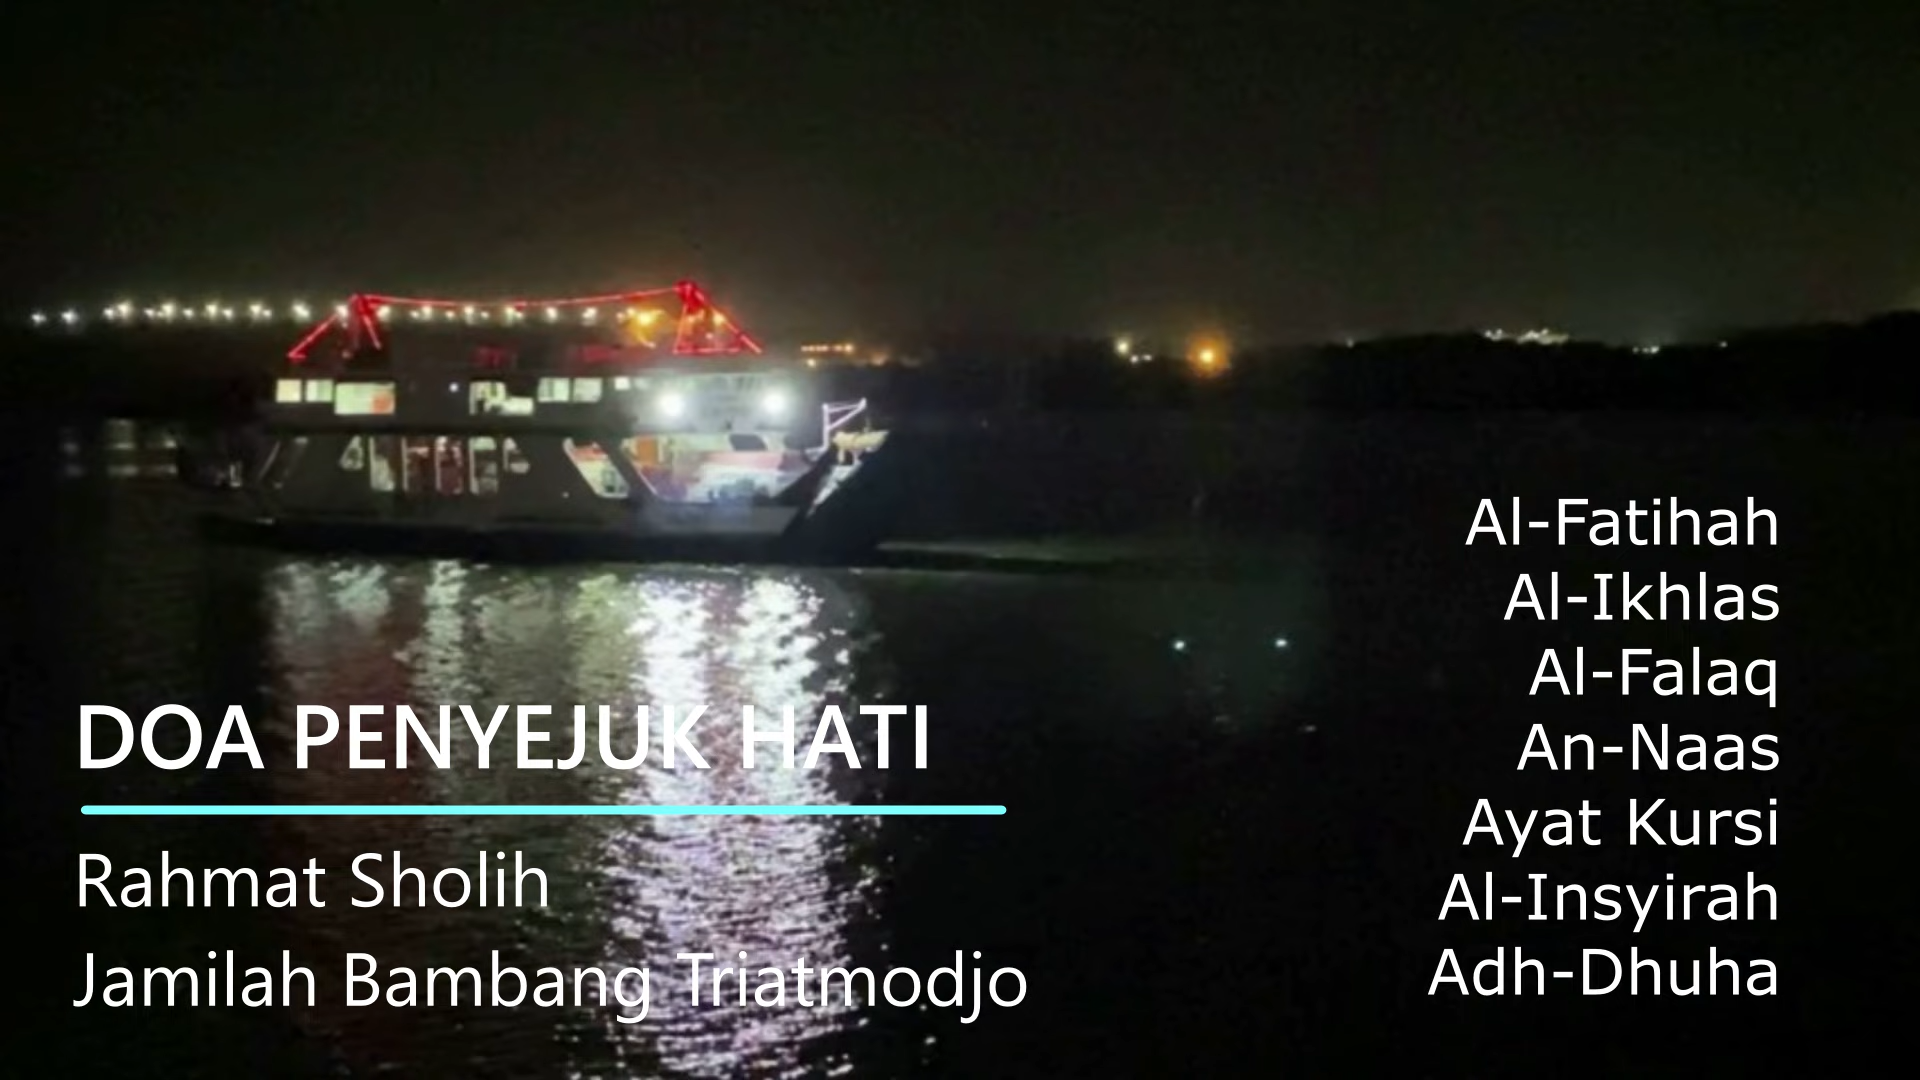 DOA PENYEJUK HATI
Rahmat Sholih
Jamilah Bambang Triatmodjo
Al-Fatihah
Al-Ikhlas
Al-Falaq
An-Naas
Ayat Kursi
Al-Insyirah
Adh-Dhuha